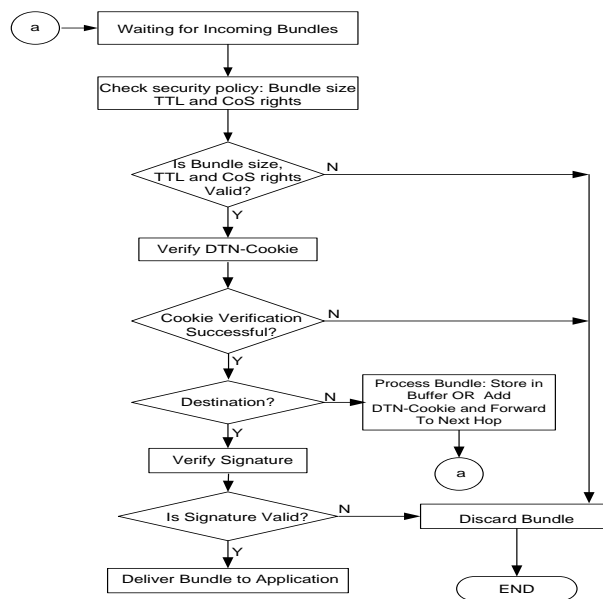 a
Waiting for Incoming Bundles
Check security policy: Bundle size
TTL and CoS rights
Is Bundle size,
TTL and CoS rights
Valid?
N
Y
Verify DTN-Cookie
Cookie Verification
Successful?
N
Y
Destination?
N
Process Bundle: Store in
Buffer OR Add
DTN-Cookie and Forward
To Next Hop
Y
a
Verify Signature
Is Signature Valid?
N
Discard Bundle
Y
Deliver Bundle to Application
END